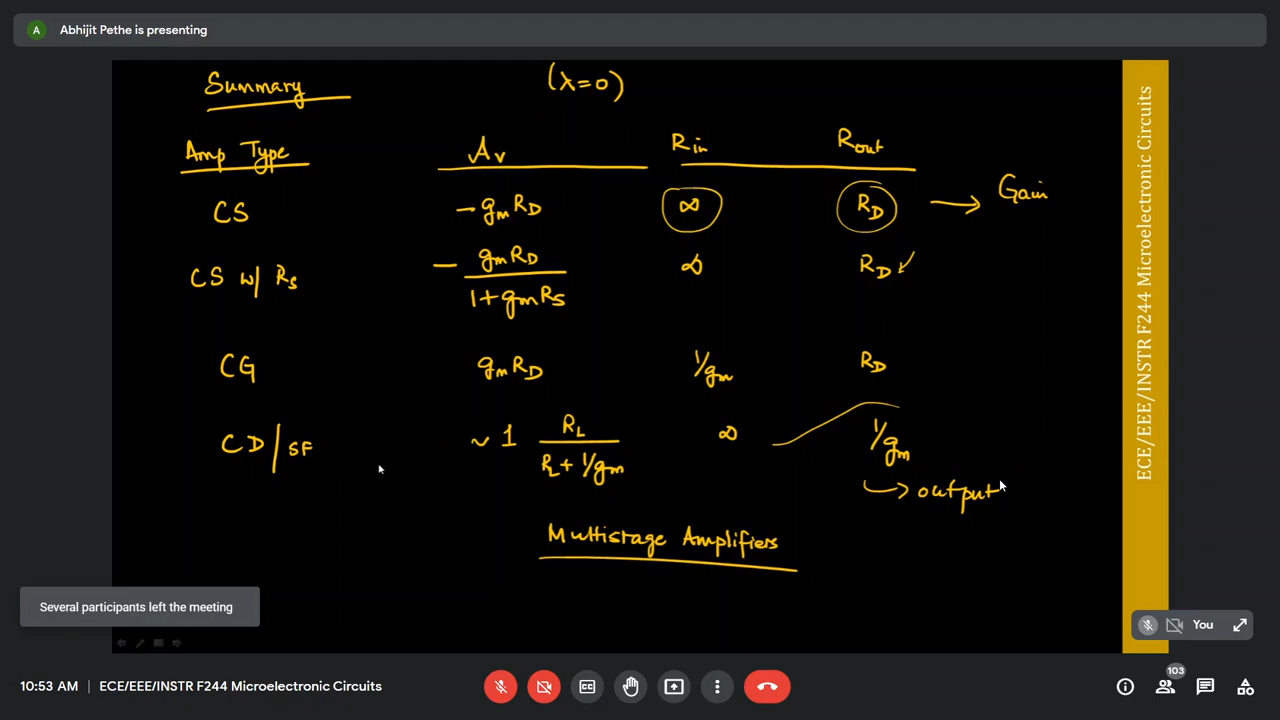 A Abhijit Pethe is presenting
Summary (λ=0)
Amp Type Av Rin Rout
CS -gmRD ∞ RD → Gain
CS w/ Rs - gmRD / 1+gmRs ∞ RD ✓
CG gmRD 1/gm RD
CD/SF ~ 1 RL / RL + 1/gm ∞ 1/gm
→ output
Multistage Amplifiers
ECE/EEE/INSTR F244 Microelectronic Circuits
Several participants left the meeting
You
10:53 AM | ECE/EEE/INSTR F244 Microelectronic Circuits
103